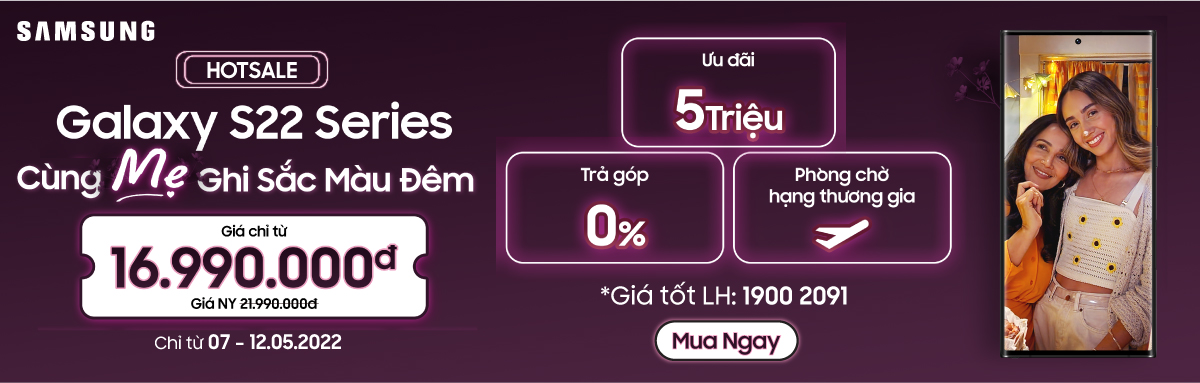 SAMSUNG
HOTSALE
Galaxy S22 Series
Cùng Mẹ Ghi Sắc Màu Đêm
Giá chỉ từ
16.990.000đ
Giá NY 21.990.000đ
Chỉ từ 07 - 12.05.2022
Ưu đãi
5 Triệu
Trả góp
0%
Phòng chờ
hạng thương gia
*Giá tốt LH: 1900 2091
Mua Ngay